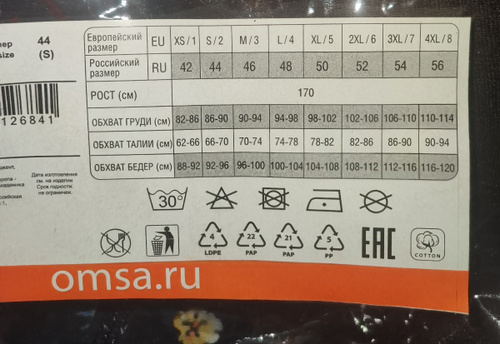 44
(S)
Европейский размер EU XS / 1 S / 2 M / 3 L / 4 XL / 5 2XL / 6 3XL / 7 4XL / 8
Российский размер RU 42 44 46 48 50 52 54 56
РОСТ (см) 170
ОБХВАТ ГРУДИ (см) 82-86 86-90 90-94 94-98 98-102 102-106 106-110 110-114
ОБХВАТ ТАЛИИ (см) 62-66 66-70 70-74 74-78 78-82 82-86 86-90 90-94
ОБХВАТ БЕДЕР (см) 88-92 92-96 96-100 100-104 104-108 108-112 112-116 116-120
126841
Дата изготовления
см. на изделии
Срок годности
не ограничен.
30°
4 22 21 5 EAC
LDPE PAP PAP PP COTTON
omsa.ru